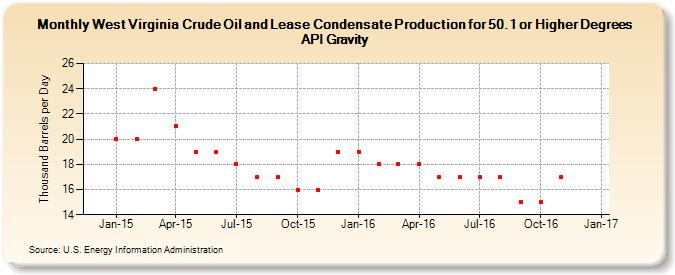 Monthly West Virginia Crude Oil and Lease Condensate Production for 50.1 or Higher Degrees
API Gravity
Thousand Barrels per Day
26
24
22
20
18
16
14
Jan-15 Apr-15 Jul-15 Oct-15 Jan-16 Apr-16 Jul-16 Oct-16 Jan-17
Source: U.S. Energy Information Administration